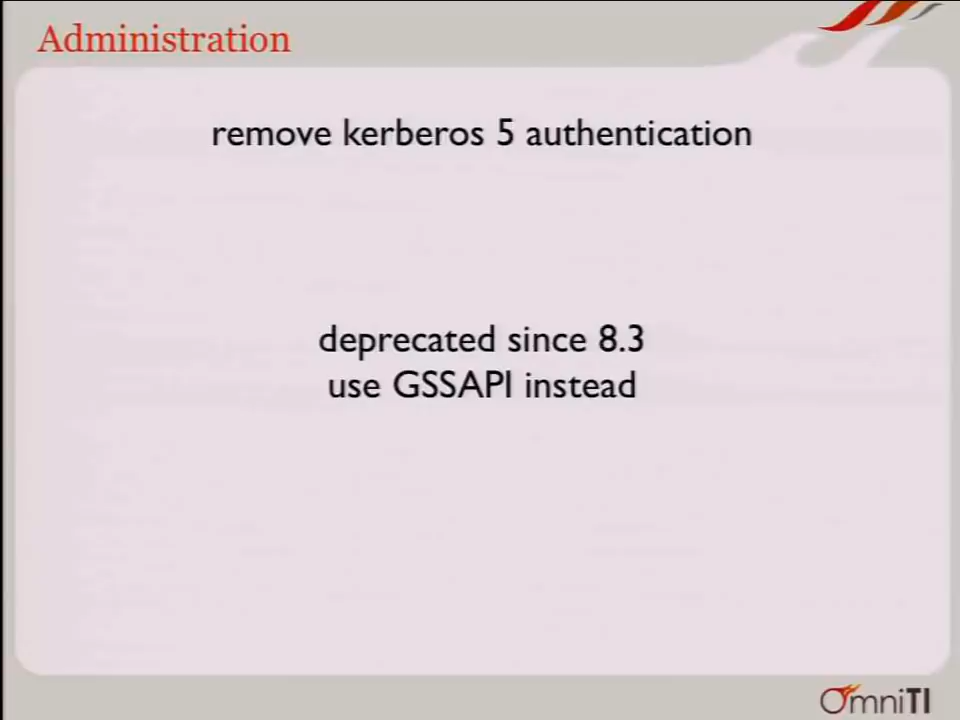 Administration
remove kerberos 5 authentication
deprecated since 8.3
use GSSAPI instead
OmniTI